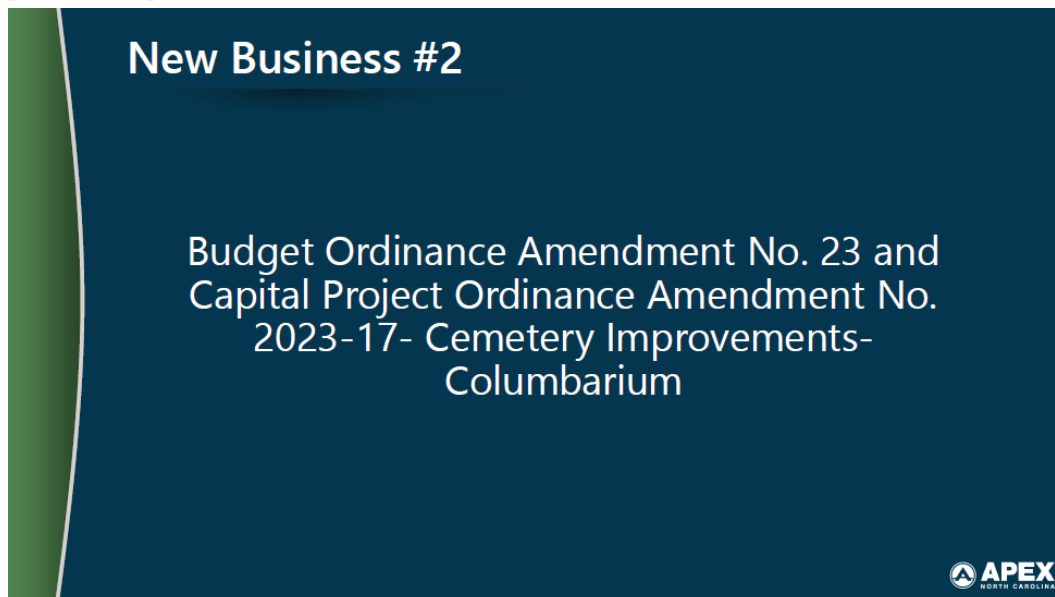 New Business #2
Budget Ordinance Amendment No. 23 and
Capital Project Ordinance Amendment No.
2023-17- Cemetery Improvements-
Columbarium
APEX
NORTH CAROLINA